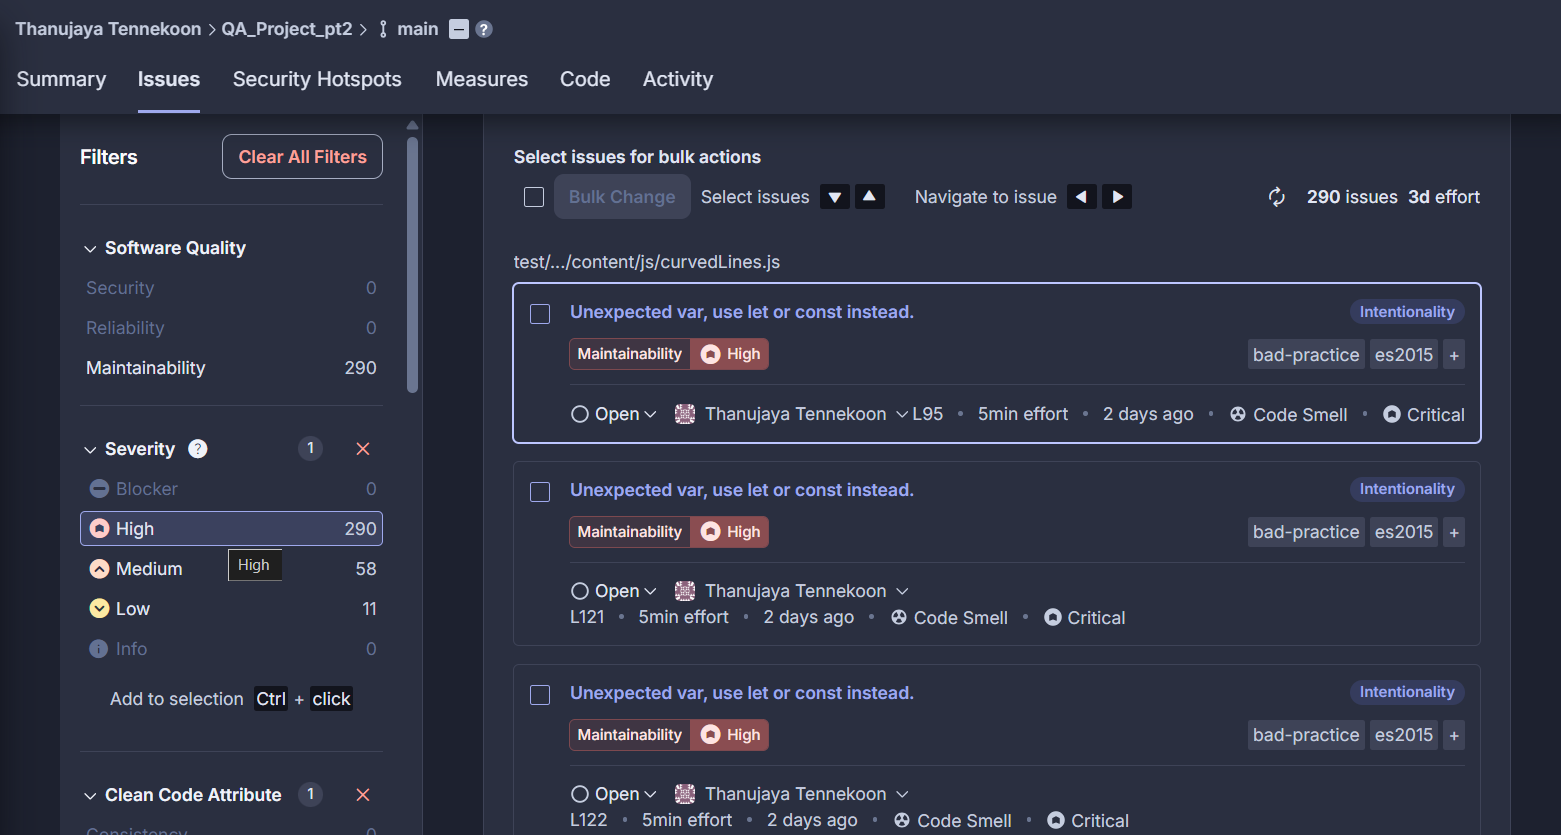 Thanujaya Tennekoon > QA_Project_pt2 > main ?
Summary Issues Security Hotspots Measures Code Activity
Filters
Clear All Filters
Software Quality
Security 0
Reliability 0
Maintainability 290
Severity ? 1
Blocker 0
High 290
High
Medium 58
Low 11
Info 0
Add to selection Ctrl + click
Clean Code Attribute 1
Consistency 0
Select issues for bulk actions
Bulk Change Select issues Navigate to issue 290 issues 3d effort
test/.../content/js/curvedLines.js
Unexpected var, use let or const instead. Intentionality
Maintainability High bad-practice es2015 +
Open Thanujaya Tennekoon L95 • 5min effort • 2 days ago • Code Smell • Critical
Unexpected var, use let or const instead. Intentionality
Maintainability High bad-practice es2015 +
Open Thanujaya Tennekoon
L121 • 5min effort • 2 days ago • Code Smell • Critical
Unexpected var, use let or const instead. Intentionality
Maintainability High bad-practice es2015 +
Open Thanujaya Tennekoon
L122 • 5min effort • 2 days ago • Code Smell • Critical